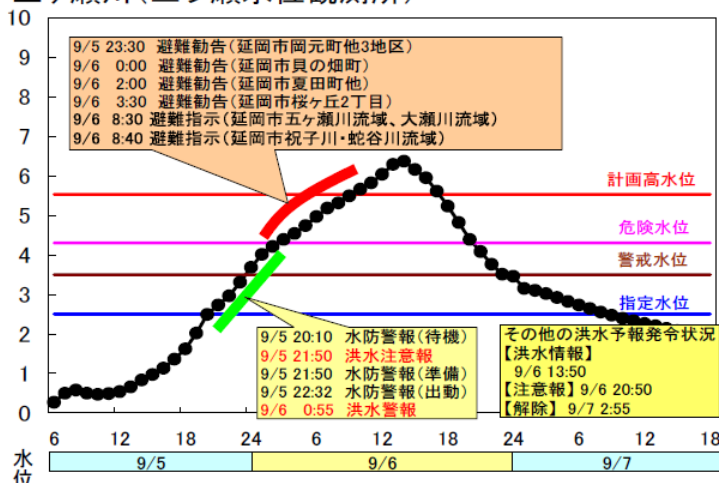 10
9
8
7
6
5
4
3
2
1
0
9/5 23:30 避難勧告(延岡市岡元町他3地区)
9/6 0:00 避難勧告(延岡市貝の畑町)
9/6 2:00 避難勧告(延岡市夏田町他)
9/6 3:30 避難勧告(延岡市桜ヶ丘2丁目)
9/6 8:30 避難指示(延岡市五ヶ瀬川流域、大瀬川流域)
9/6 8:40 避難指示(延岡市祝子川・蛇谷川流域)
計画高水位
危険水位
警戒水位
指定水位
9/5 20:10 水防警報(待機)
9/5 21:50 洪水注意報
9/5 21:50 水防警報(準備)
9/5 22:32 水防警報(出動)
9/6 0:55 洪水警報
その他の洪水予報発令状況
【洪水情報】
9/6 13:50
【注意報】9/6 20:50
【解除】 9/7 2:55
6 12 18 24 6 12 18 24 6 12 18
水位
9/5 9/6 9/7